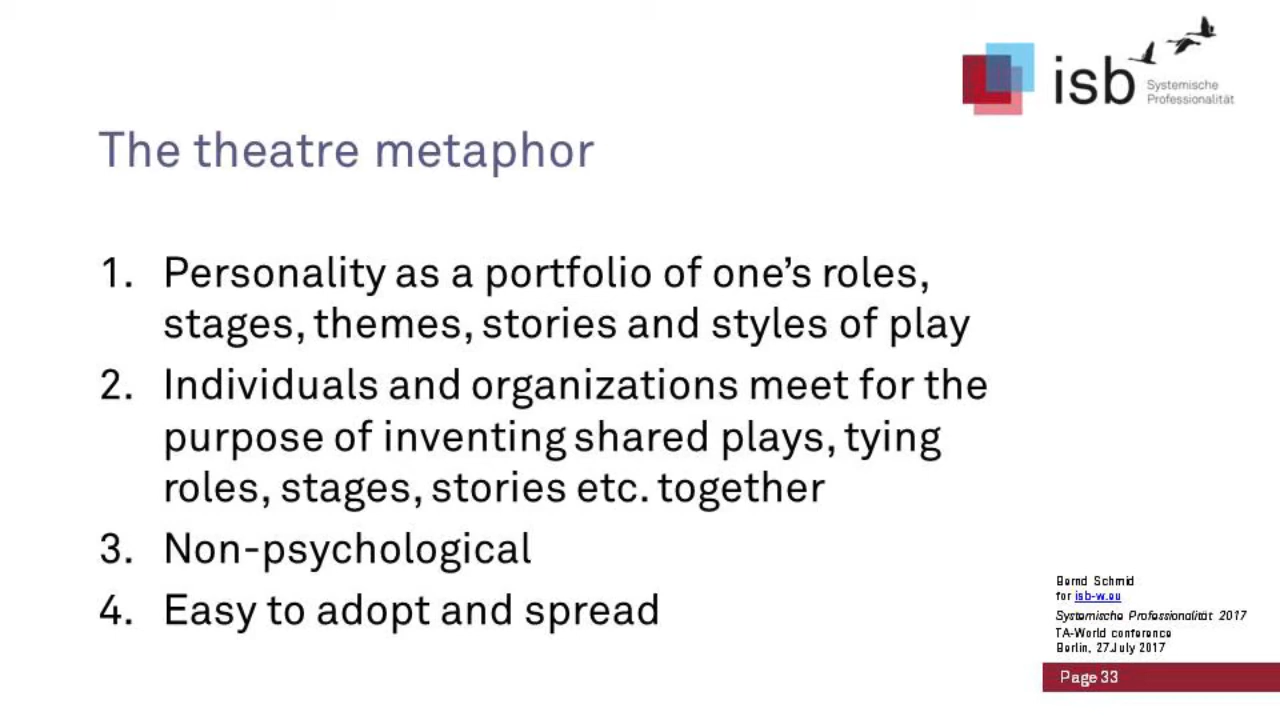 isb
Systemische
Professionalität
The theatre metaphor
1. Personality as a portfolio of one's roles,
stages, themes, stories and styles of play
2. Individuals and organizations meet for the
purpose of inventing shared plays, tying
roles, stages, stories etc. together
3. Non-psychological
4. Easy to adopt and spread
Bernd Schmid
for isb-w.eu
Systemische Professionalität 2017
TA-World conference
Berlin, 27.July 2017
Page 33